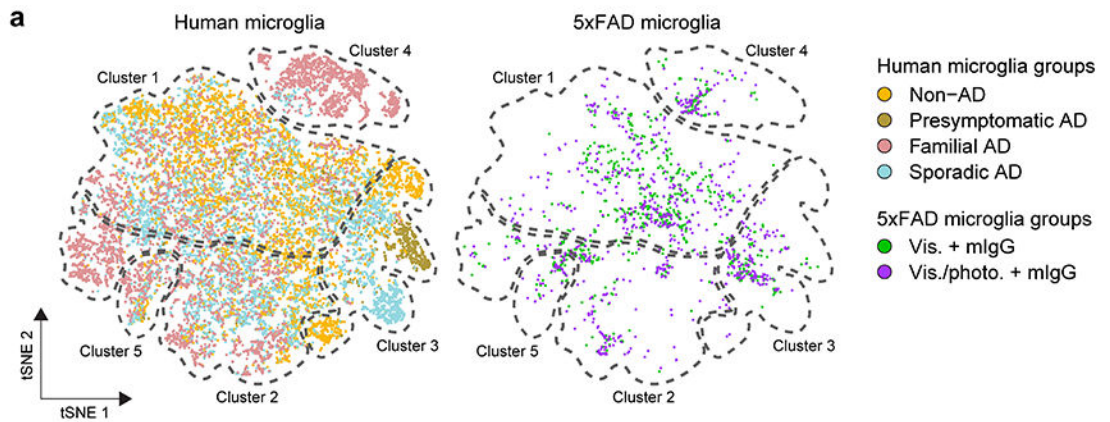 a
Human microglia
5xFAD microglia
Cluster 1
Cluster 4
Cluster 5
Cluster 2
Cluster 3
tSNE 2
tSNE 1
Cluster 1
Cluster 4
Cluster 5
Cluster 2
Cluster 3
Human microglia groups
Non−AD
Presymptomatic AD
Familial AD
Sporadic AD
5xFAD microglia groups
Vis. + mIgG
Vis./photo. + mIgG